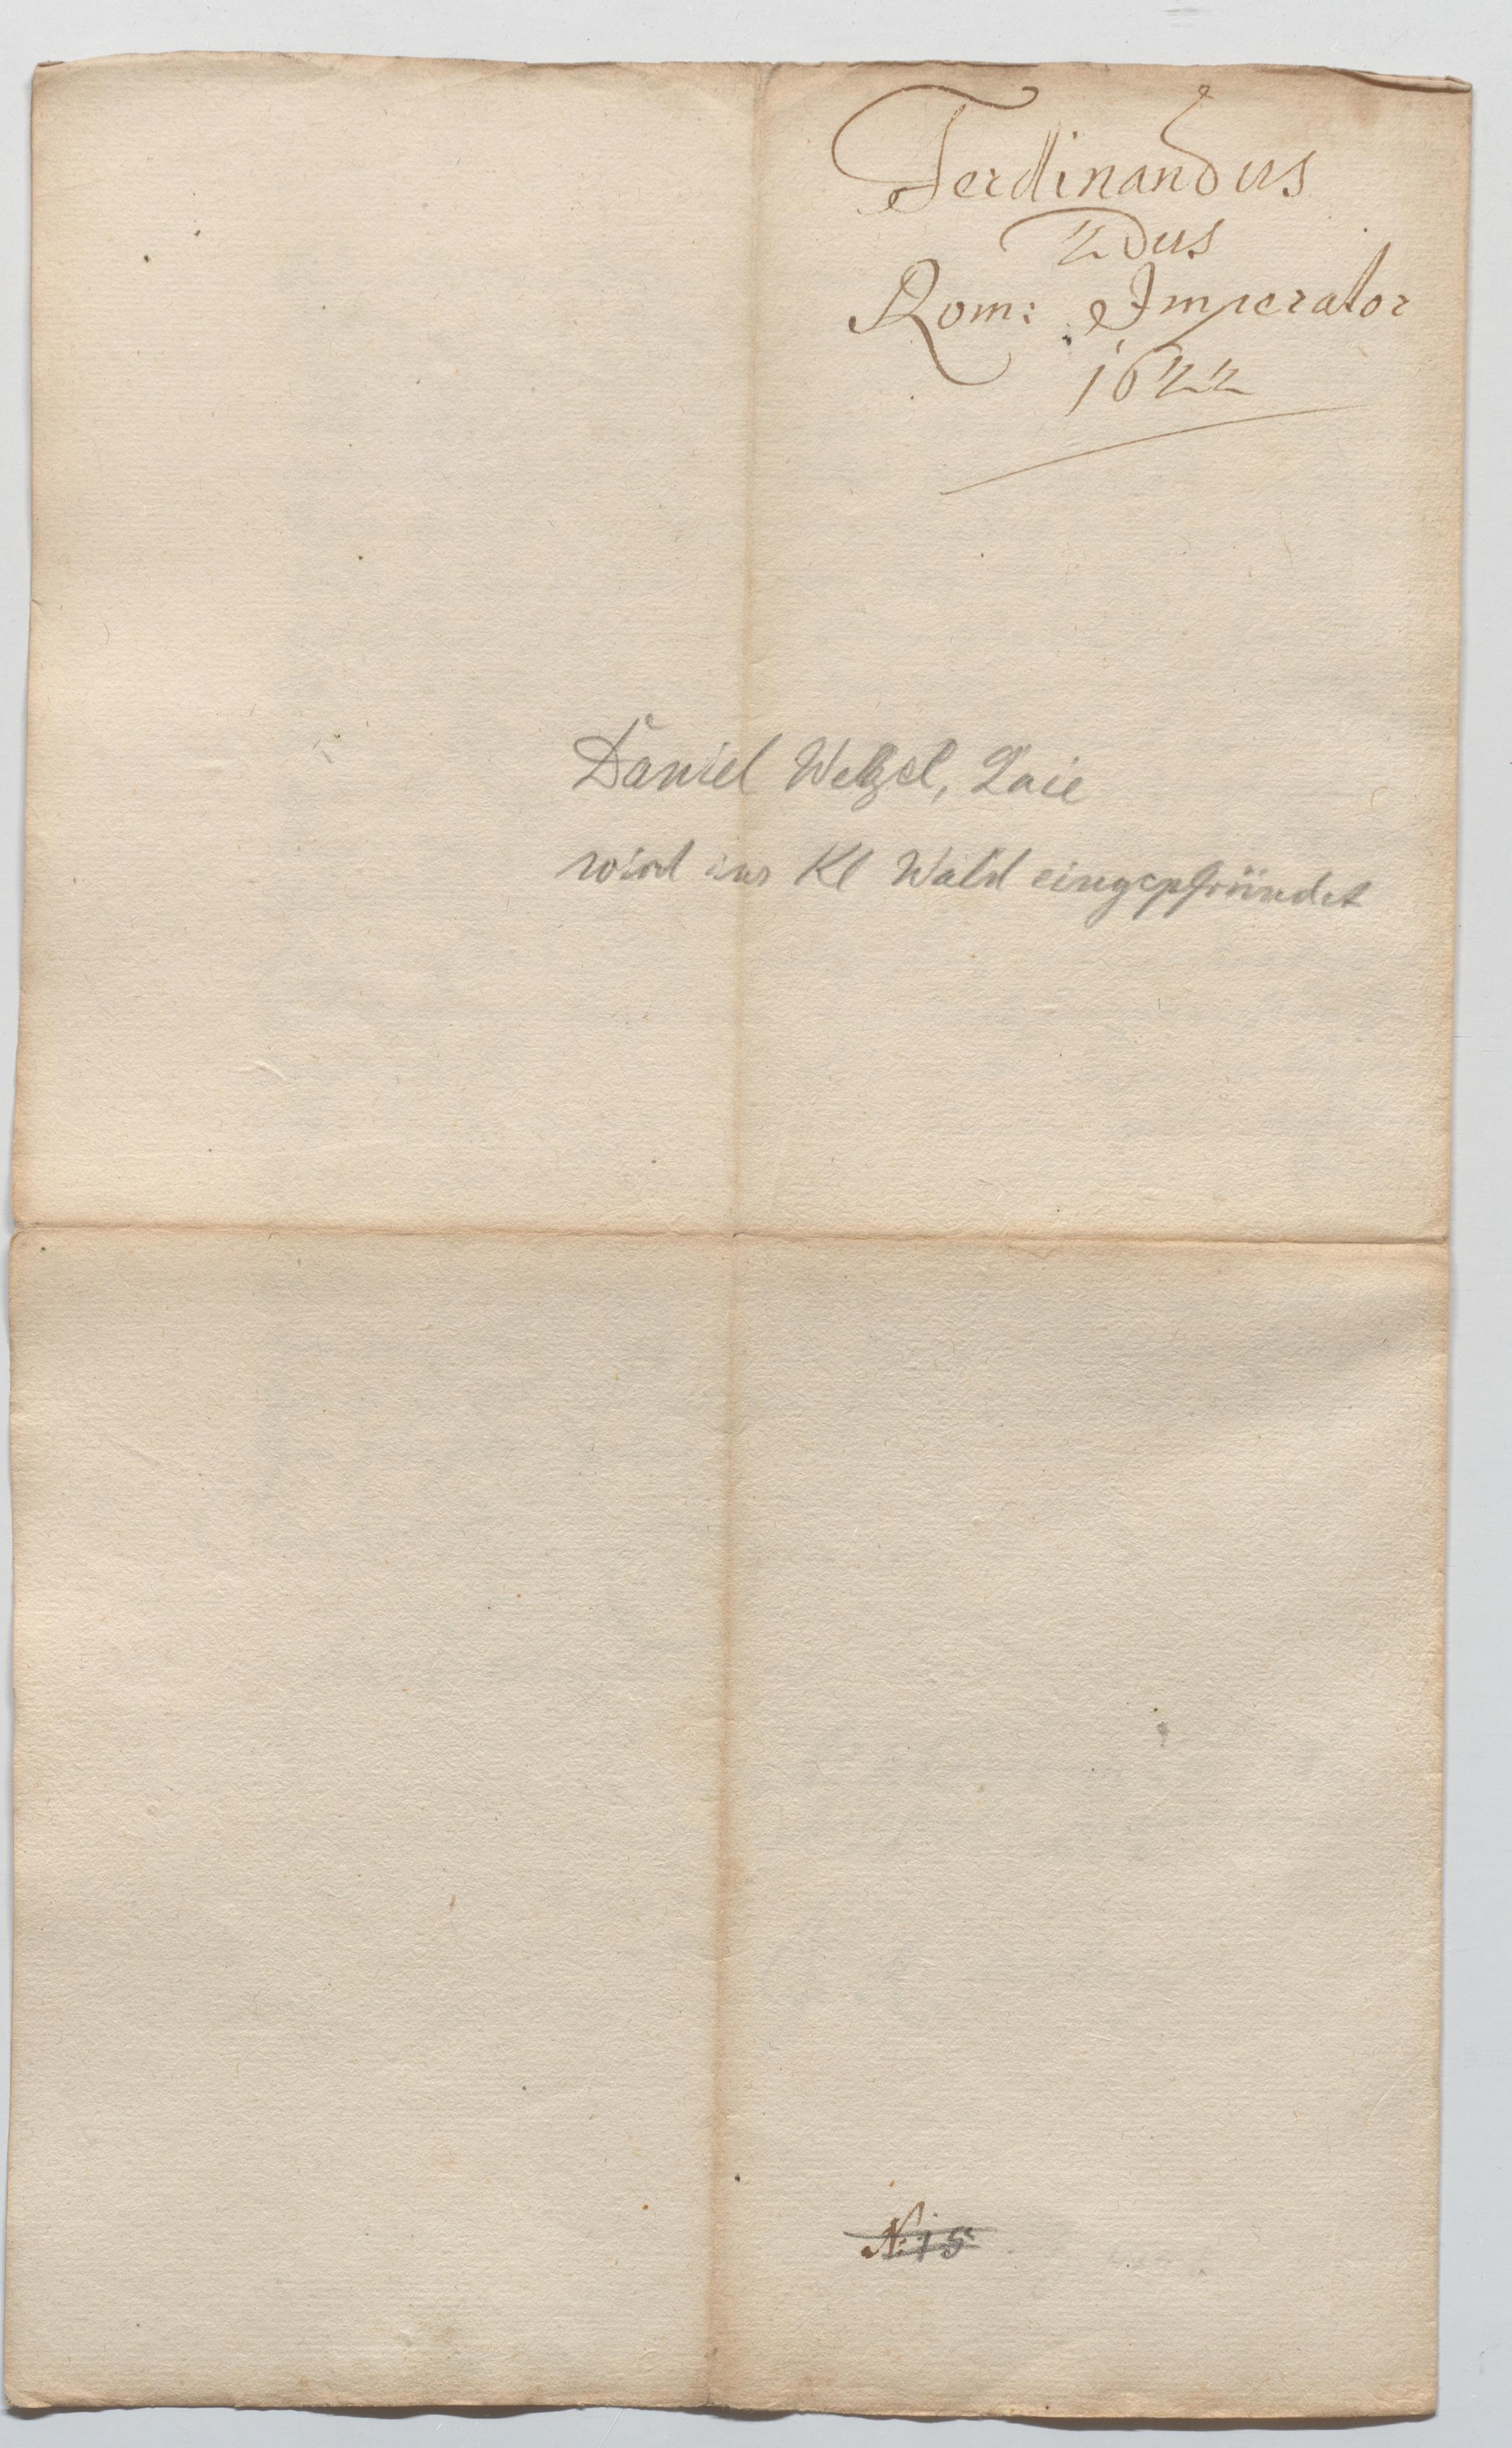 Ferdinandus
2dus
Rom: Imperator
1622
Daniel Wetzel, Laie
wird ins Kl Wald eingepfründet
N: 15